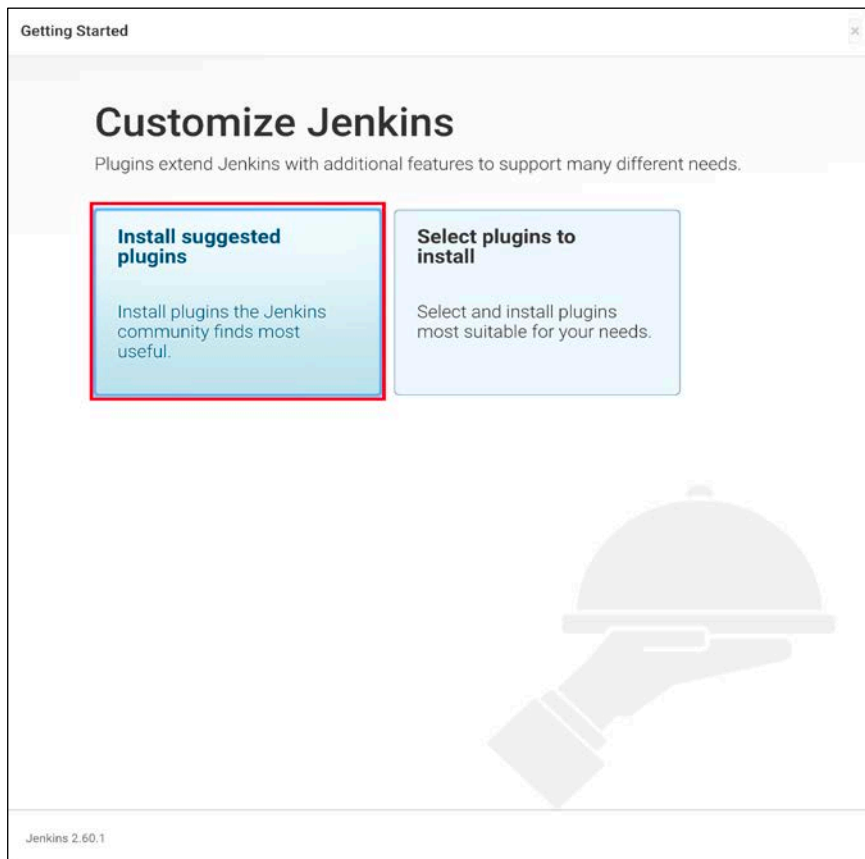 Getting Started
×
Customize Jenkins
Plugins extend Jenkins with additional features to support many different needs.
Install suggested
plugins
Install plugins the Jenkins
community finds most
useful.
Select plugins to
install
Select and install plugins
most suitable for your needs.
Jenkins 2.60.1